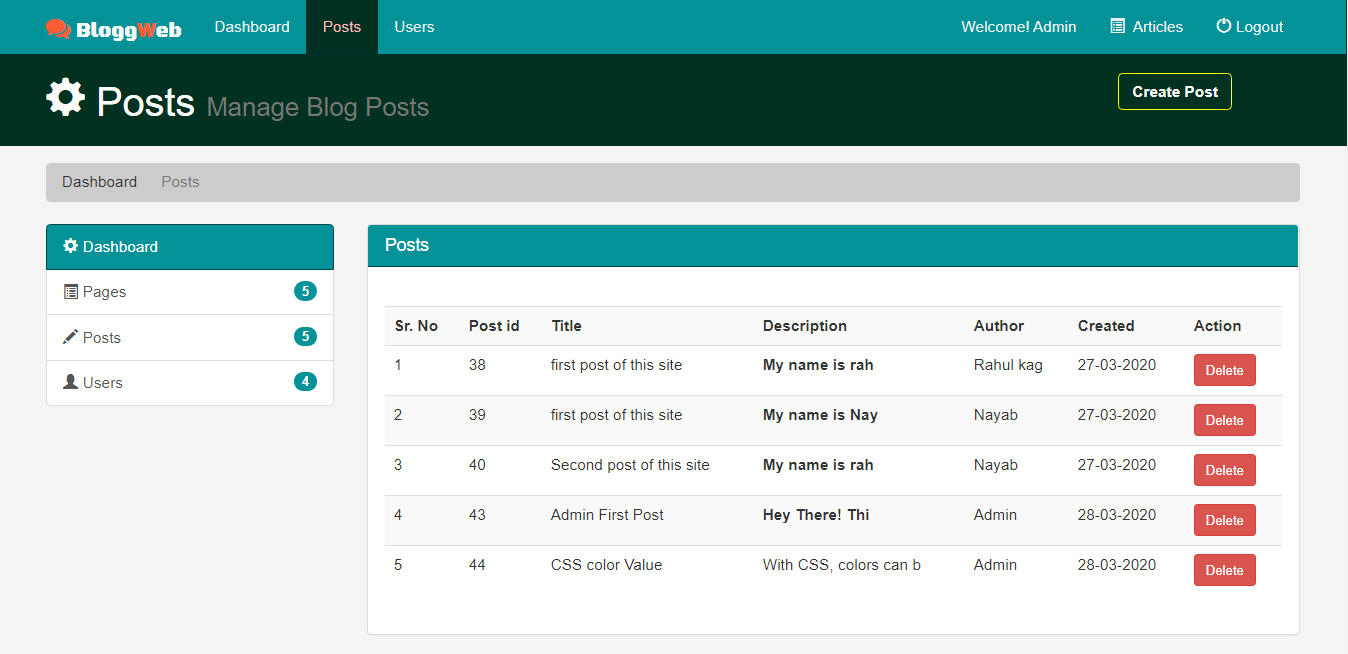 BloggWeb Dashboard Posts Users Welcome! Admin Articles Logout
Posts Manage Blog Posts Create Post
Dashboard Posts
Dashboard
Pages 5
Posts 5
Users 4
Posts
Sr. No Post id Title Description Author Created Action
1 38 first post of this site My name is rah Rahul kag 27-03-2020 Delete
2 39 first post of this site My name is Nay Nayab 27-03-2020 Delete
3 40 Second post of this site My name is rah Nayab 27-03-2020 Delete
4 43 Admin First Post Hey There! Thi Admin 28-03-2020 Delete
5 44 CSS color Value With CSS, colors can b Admin 28-03-2020 Delete